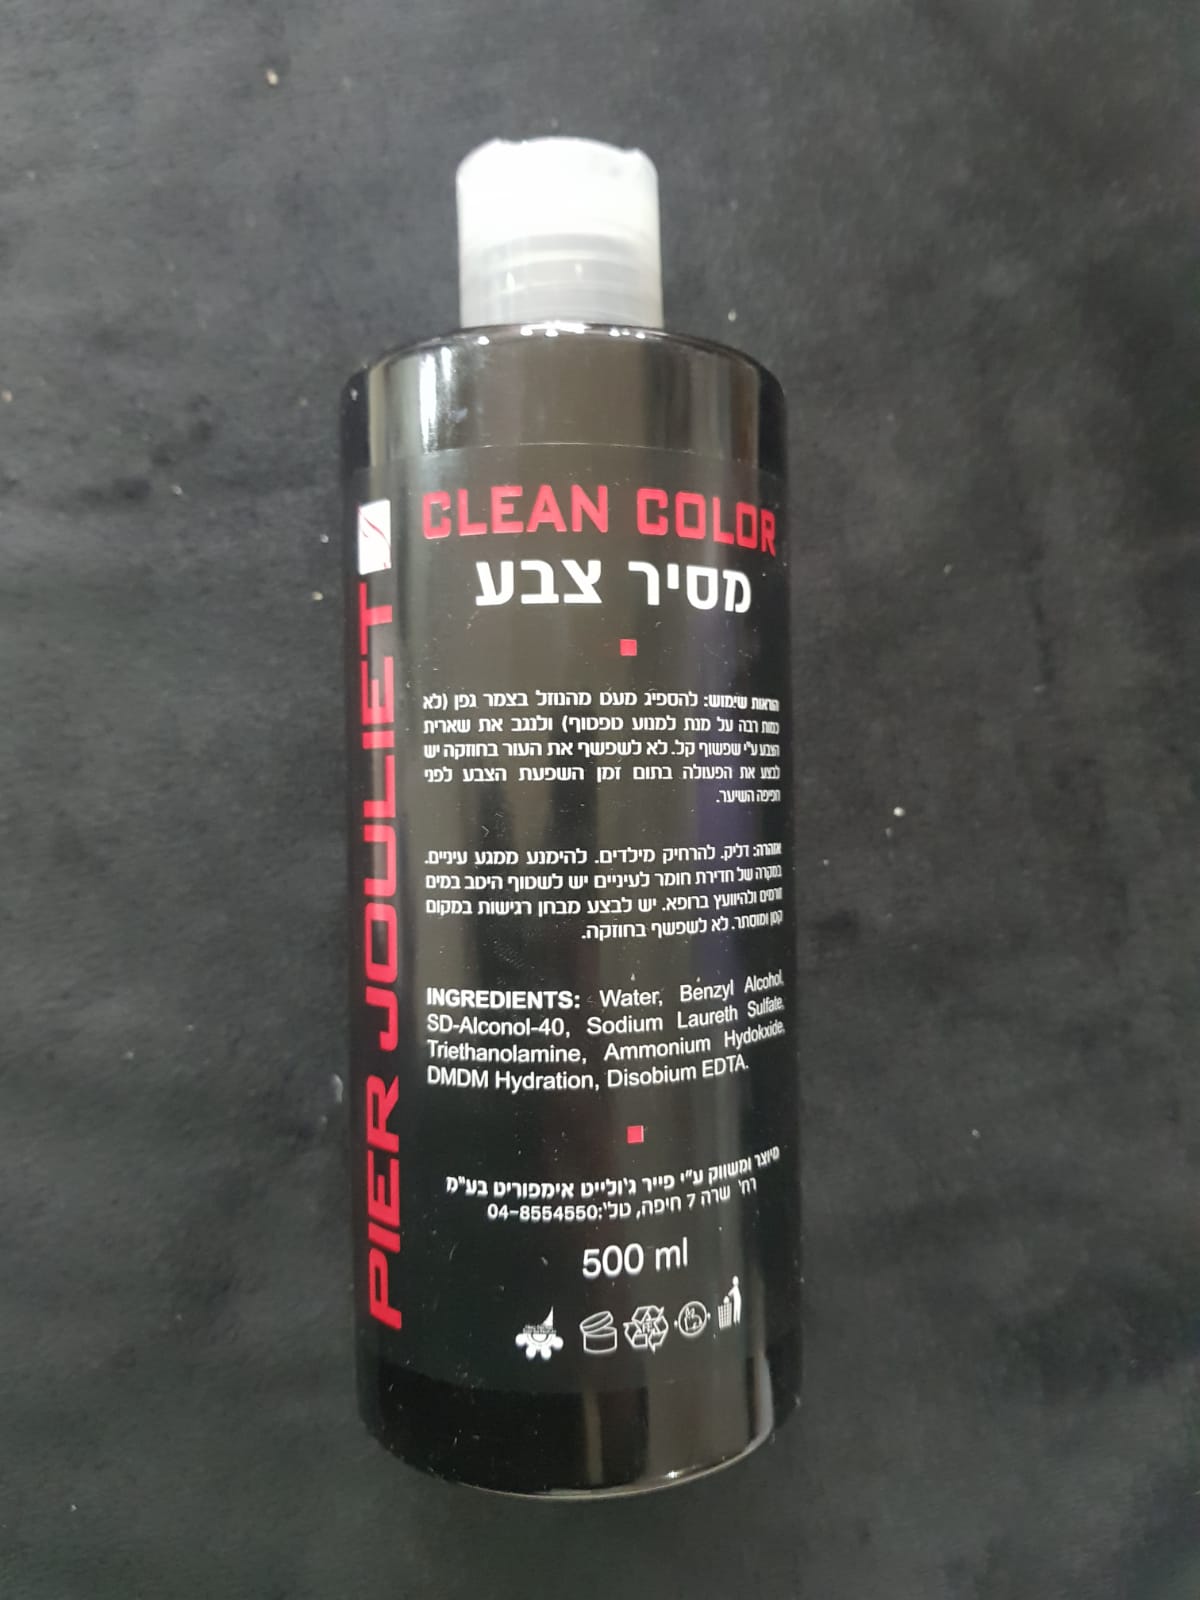 CLEAN COLOR
מסיר צבע
PIER JOULIET
הוראות שימוש: להספיג מעט מהנוזל בצמר גפן (לא
כמות רבה על מנת למנוע טפטוף) ולנגב את שארית
הצבע ע"י שפשוף קל. לא לשפשף את העור בחוזקה יש
לבצע את הפעולה בתום זמן השפעת הצבע לפני
חפיפה השיער.
אזהרה: דליק. להרחיק מילדים. להימנע ממגע עיניים.
במקרה של חדירת חומר לעיניים יש לשטוף היטב במים
זורמים ולהיוועץ ברופא. יש לבצע מבחן רגישות במקום
קטן ומוסתר. לא לשפשף בחוזקה.
INGREDIENTS: Water, Benzyl Alcohol,
SD-Alconol-40, Sodium Laureth Sulfate,
Triethanolamine, Ammonium Hydokxide,
DMDM Hydration, Disobium EDTA.
מיוצר ומשווק ע"י פייר ג'ולייט אימפוריט בע"מ
רח' שרה 7 חיפה, טל':04-8554550
500 ml